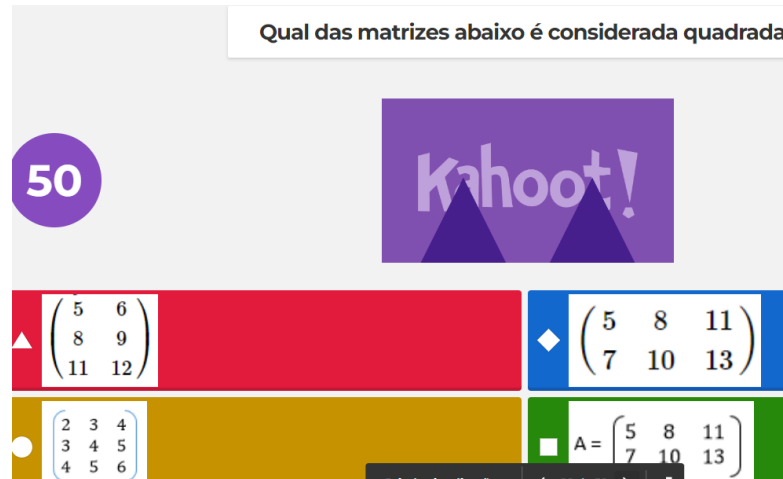 Qual das matrizes abaixo é considerada quadrada
50
Kahoot!
5 6
8 9
11 12
5 8 11
7 10 13
2 3 4
3 4 5
4 5 6
A = 5 8 11
7 10 13